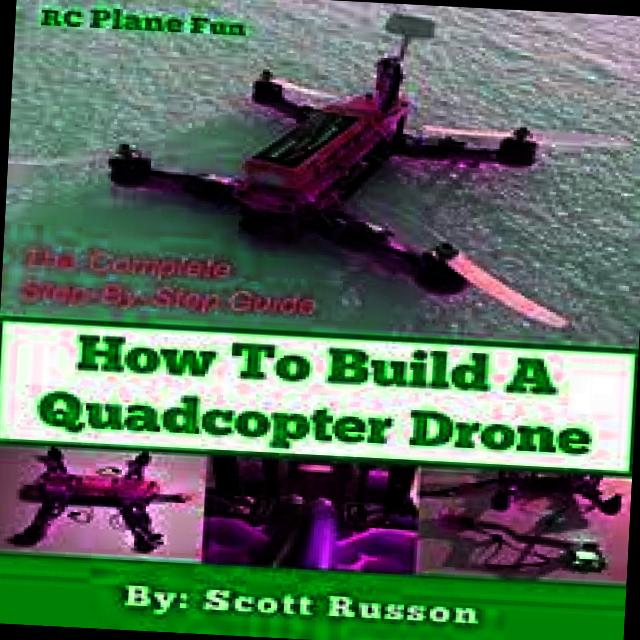 RC Plane Fun
The Complete
Step-By-Step Guide
How To Build A
Quadcopter Drone
By: Scott Russon